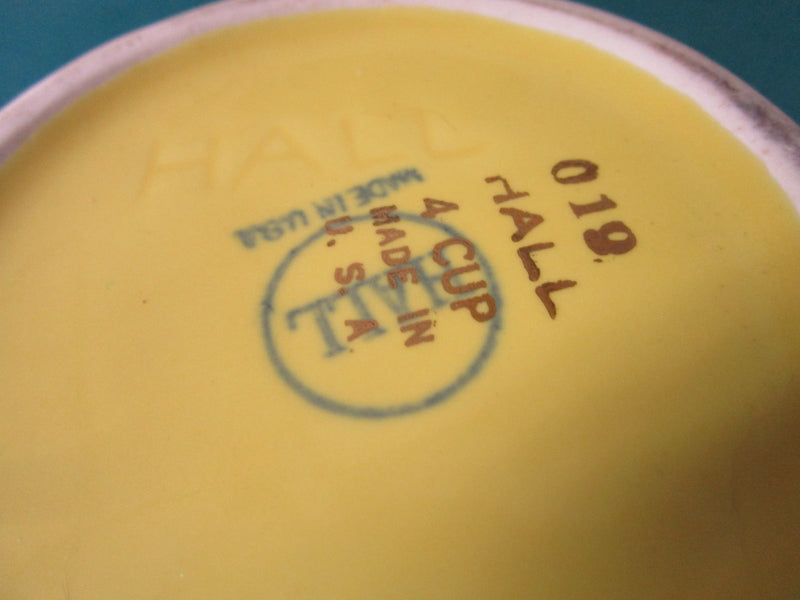 HALL
MADE IN U.S.A
HALL
019.
HALL
4 CUP
MADE IN
U. S. A.